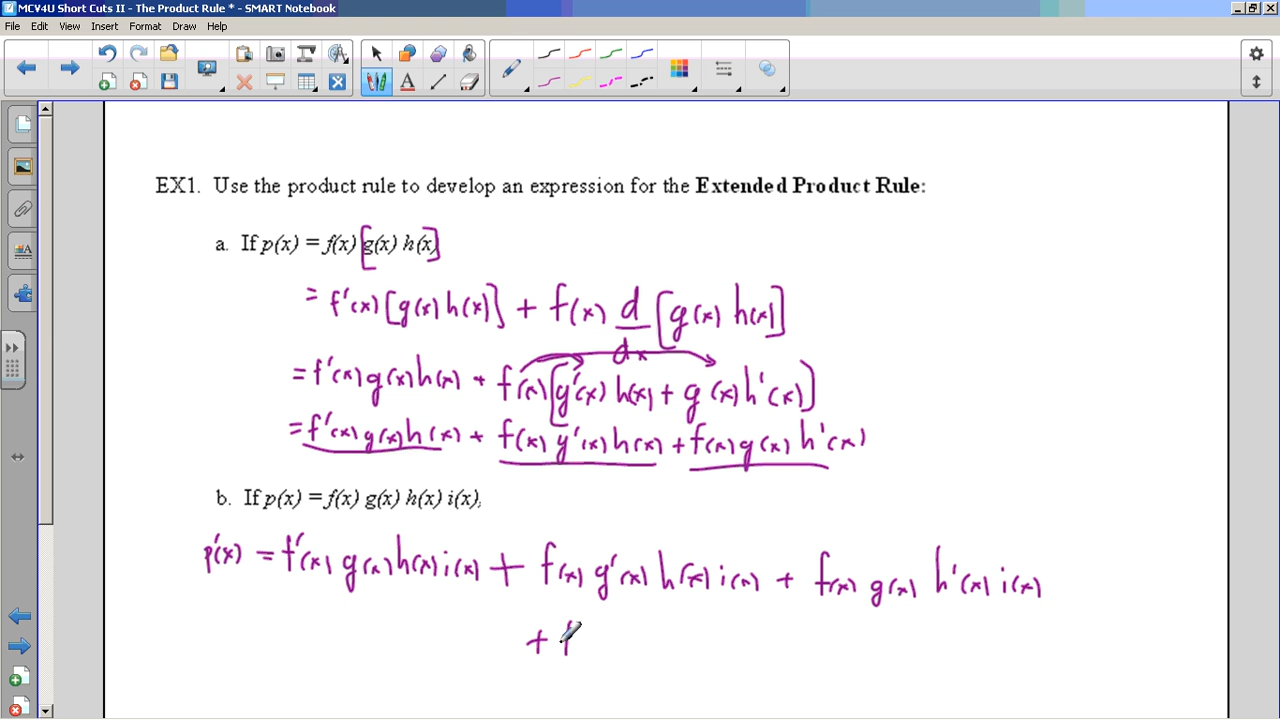 MCV4U Short Cuts II - The Product Rule * - SMART Notebook
File Edit View Insert Format Draw Help
EX1. Use the product rule to develop an expression for the Extended Product Rule:
a. If p(x) = f(x) [g(x) h(x)]
= f'(x) [g(x) h(x)] + f(x) d/dx [g(x) h(x)]
= f'(x) g(x) h(x) + f(x) [g'(x) h(x) + g(x) h'(x)]
= f'(x) g(x) h(x) + f(x) g'(x) h(x) + f(x) g(x) h'(x)
b. If p(x) = f(x) g(x) h(x) i(x),
p'(x) = f'(x) g(x) h(x) i(x) + f(x) g'(x) h(x) i(x) + f(x) g(x) h'(x) i(x)
+ f